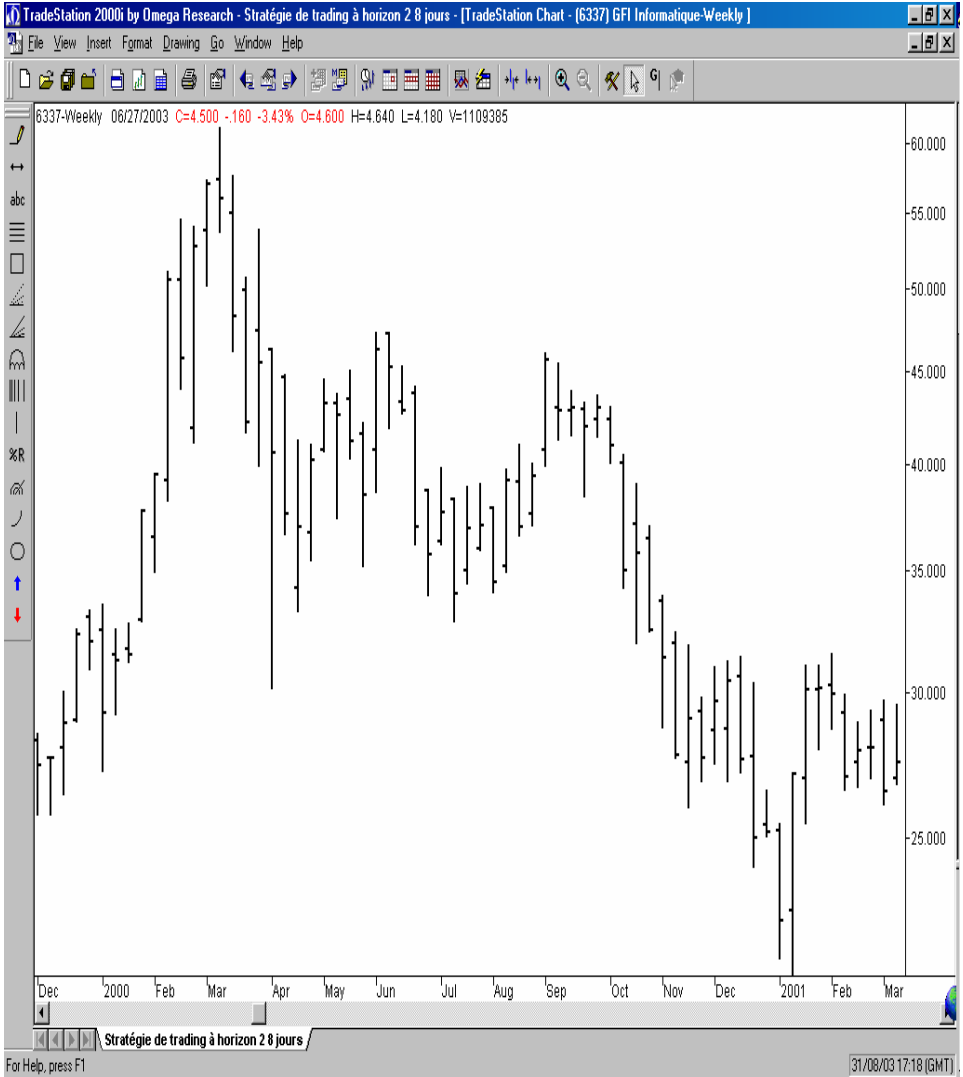 TradeStation 2000i by Omega Research - Stratégie de trading à horizon 2 8 jours - [TradeStation Chart - (6337) GFI Informatique-Weekly ]
File View Insert Format Drawing Go Window Help
6337-Weekly 06/27/2003 C=4.500 -.160 -3.43% O=4.600 H=4.640 L=4.180 V=1109385
60.000
55.000
abc
50.000
45.000
%R
40.000
35.000
30.000
25.000
Dec 2000 Feb Mar Apr May Jun Jul Aug Sep Oct Nov Dec 2001 Feb Mar
Stratégie de trading à horizon 2 8 jours
For Help, press F1 31/08/03 17:18 (GMT)